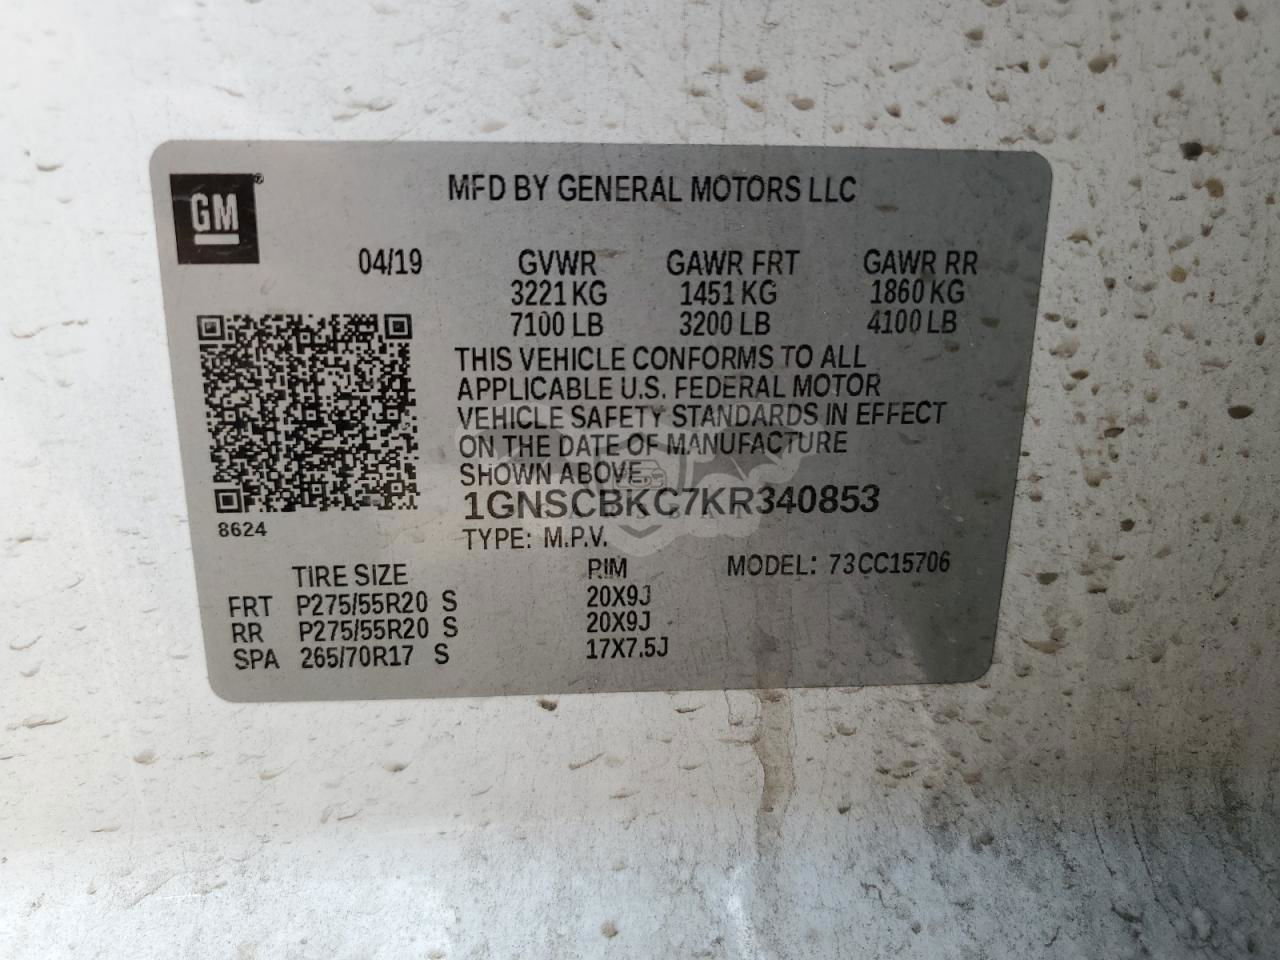 GM®
MFD BY GENERAL MOTORS LLC
04/19 GVWR GAWR FRT GAWR RR
3221 KG 1451 KG 1860 KG
7100 LB 3200 LB 4100 LB
THIS VEHICLE CONFORMS TO ALL
APPLICABLE U.S. FEDERAL MOTOR
VEHICLE SAFETY STANDARDS IN EFFECT
ON THE DATE OF MANUFACTURE
SHOWN ABOVE.
8624 1GNSCBKC7KR340853
TYPE: M.P.V. MODEL: 73CC15706
TIRE SIZE RIM
FRT P275/55R20 S 20X9J
RR P275/55R20 S 20X9J
SPA 265/70R17 S 17X7.5J